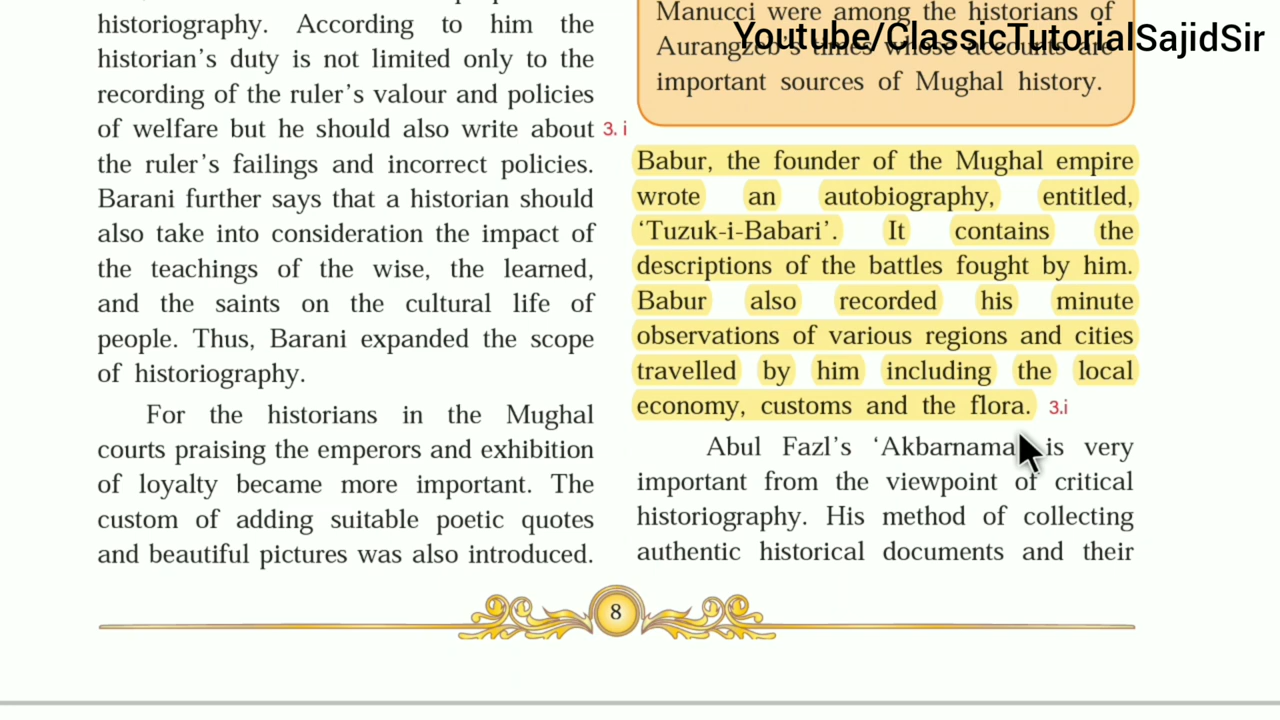 historiography. According to him the
historian's duty is not limited only to the
recording of the ruler's valour and policies
of welfare but he should also write about 3. i
the ruler's failings and incorrect policies.
Barani further says that a historian should
also take into consideration the impact of
the teachings of the wise, the learned,
and the saints on the cultural life of
people. Thus, Barani expanded the scope
of historiography.
For the historians in the Mughal
courts praising the emperors and exhibition
of loyalty became more important. The
custom of adding suitable poetic quotes
and beautiful pictures was also introduced.
Manucci were among the historians of
Youtube/ClassicTutorialSajidSir
Aurangzeb's times whose accounts are
important sources of Mughal history.
Babur, the founder of the Mughal empire
wrote an autobiography, entitled,
‘Tuzuk-i-Babari’. It contains the
descriptions of the battles fought by him.
Babur also recorded his minute
observations of various regions and cities
travelled by him including the local
economy, customs and the flora. 3.i
Abul Fazl's ‘Akbarnama’ is very
important from the viewpoint of critical
historiography. His method of collecting
authentic historical documents and their
8